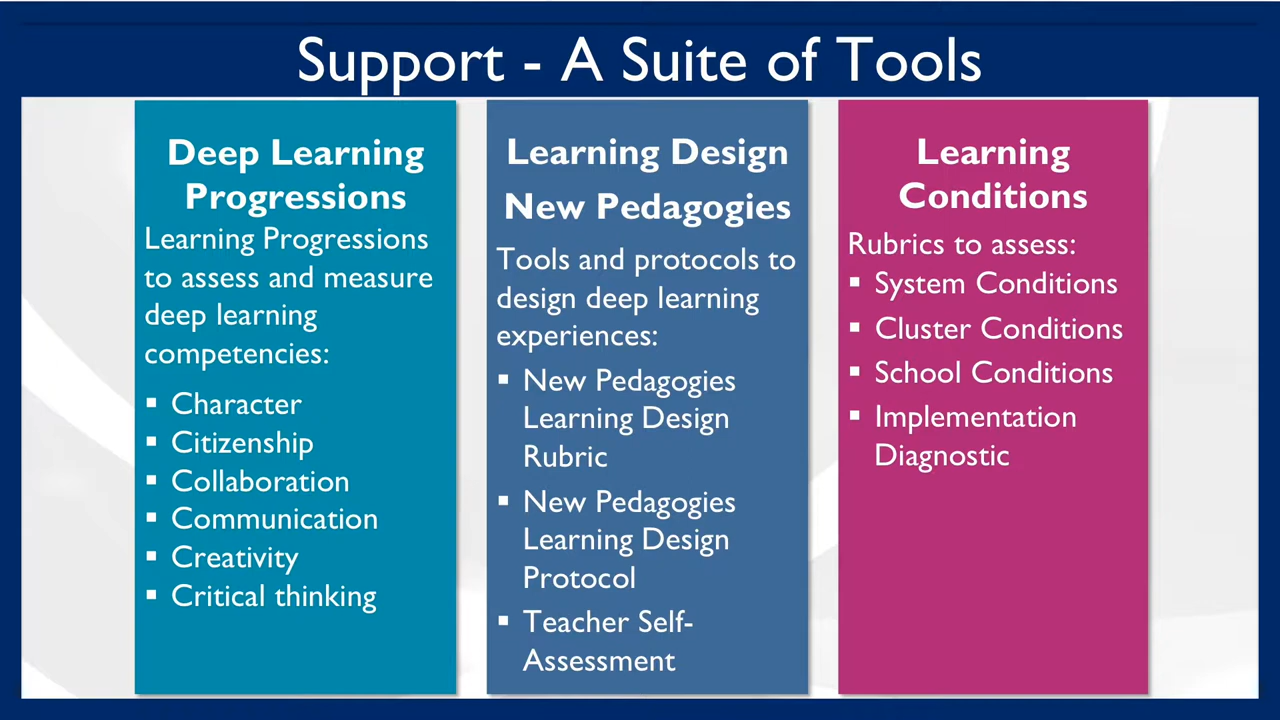 Support - A Suite of Tools
Deep Learning
Progressions
Learning Progressions
to assess and measure
deep learning
competencies:
▪ Character
▪ Citizenship
▪ Collaboration
▪ Communication
▪ Creativity
▪ Critical thinking
Learning Design
New Pedagogies
Tools and protocols to
design deep learning
experiences:
▪ New Pedagogies
Learning Design
Rubric
▪ New Pedagogies
Learning Design
Protocol
▪ Teacher Self-
Assessment
Learning
Conditions
Rubrics to assess:
▪ System Conditions
▪ Cluster Conditions
▪ School Conditions
▪ Implementation
Diagnostic